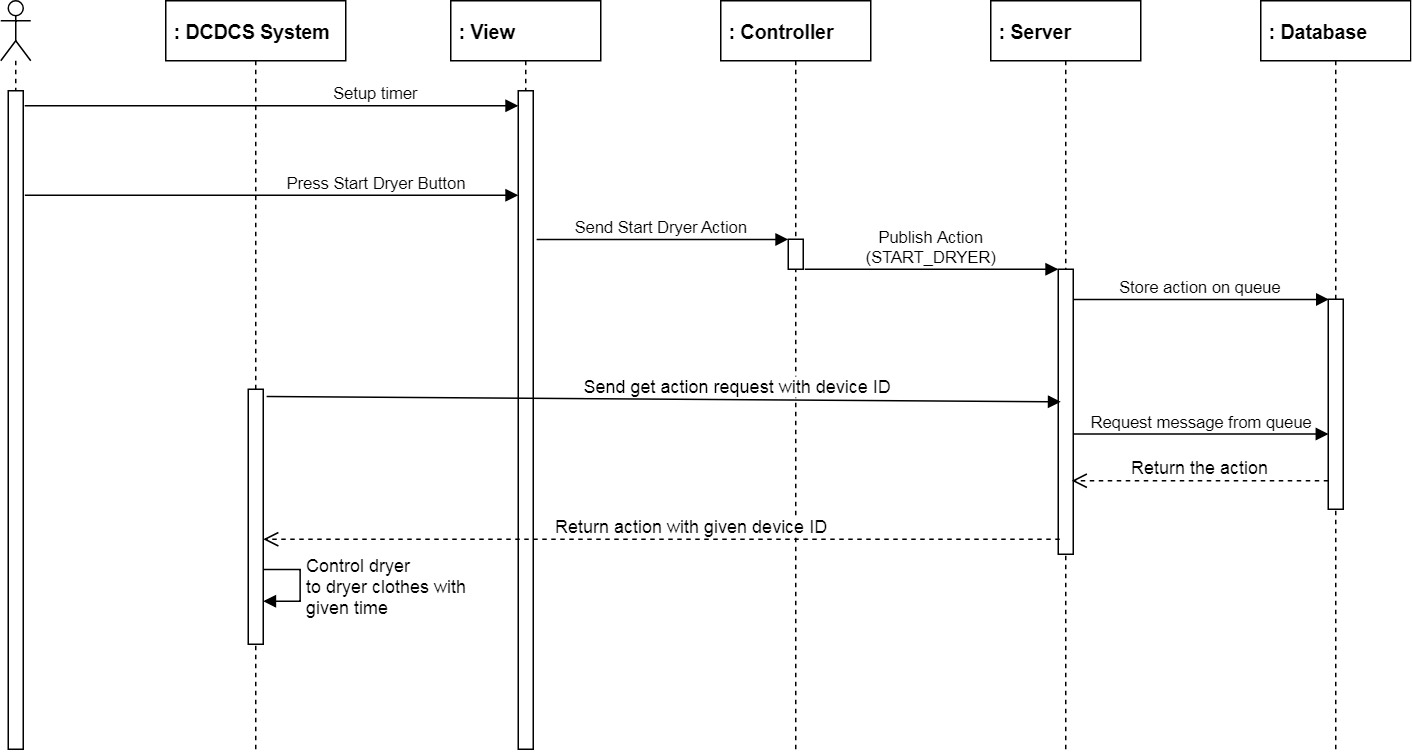 : DCDCS System
: View
: Controller
: Server
: Database
Setup timer
Press Start Dryer Button
Send Start Dryer Action
Publish Action
(START_DRYER)
Store action on queue
Send get action request with device ID
Request message from queue
Return the action
Return action with given device ID
Control dryer
to dryer clothes with
given time